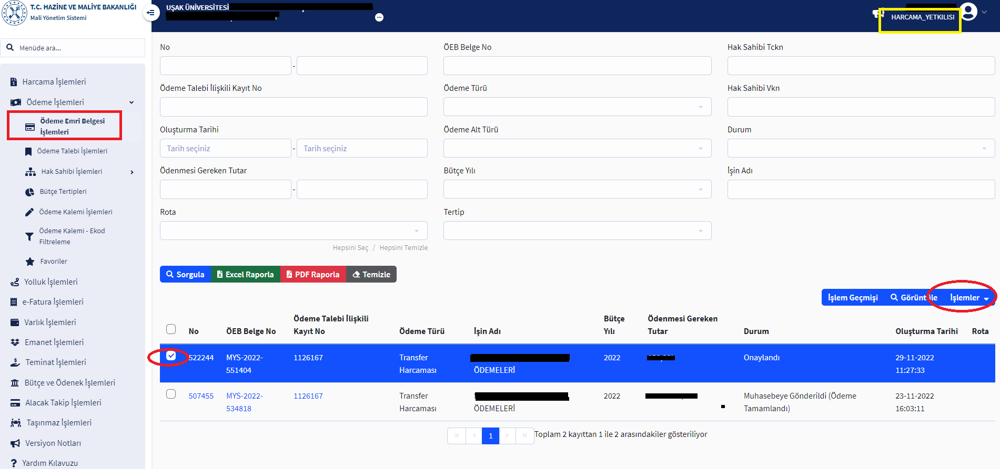 T.C. HAZİNE VE MALİYE BAKANLIĞI
Mali Yönetim Sistemi
UŞAK ÜNİVERSİTESİ
HARCAMA_YETKILISI
Menüde ara...
Harcama İşlemleri
Ödeme İşlemleri
Ödeme Emri Belgesi
İşlemleri
Ödeme Talebi İşlemleri
Hak Sahibi İşlemleri
Bütçe Tertipleri
Ödeme Kalemi İşlemleri
Ödeme Kalemi - Ekod
Filtreleme
Favoriler
Yolluk İşlemleri
e-Fatura İşlemleri
Varlık İşlemleri
Emanet İşlemleri
Teminat İşlemleri
Bütçe ve Ödenek İşlemleri
Alacak Takip İşlemleri
Taşınmaz İşlemleri
Versiyon Notları
Yardım Kılavuzu
No
ÖEB Belge No
Hak Sahibi Tckn
-
Ödeme Talebi İlişkili Kayıt No
Ödeme Türü
Hak Sahibi Vkn
Oluşturma Tarihi
Ödeme Alt Türü
Durum
Tarih seçiniz - Tarih seçiniz
Ödenmesi Gereken Tutar
Bütçe Yılı
İşin Adı
-
Rota
Tertip
Hepsini Seç / Hepsini Temizle
Sorgula Excel Raporla PDF Raporla Temizle
İşlem Geçmişi Görüntüle İşlemler
No ÖEB Belge No Ödeme Talebi İlişkili Kayıt No Ödeme Türü İşin Adı Bütçe Yılı Ödenmesi Gereken Tutar Durum Oluşturma Tarihi Rota
522244 MYS-2022- 1126167 Transfer 2022 Onaylandı 29-11-2022
551404 Harcaması ÖDEMELERİ 11:27:33
507455 MYS-2022- 1126167 Transfer 2022 Muhasebeye Gönderildi (Ödeme 23-11-2022
534818 Harcaması ÖDEMELERİ Tamamlandı) 16:03:11
1 Toplam 2 kayıttan 1 ile 2 arasındakiler gösteriliyor